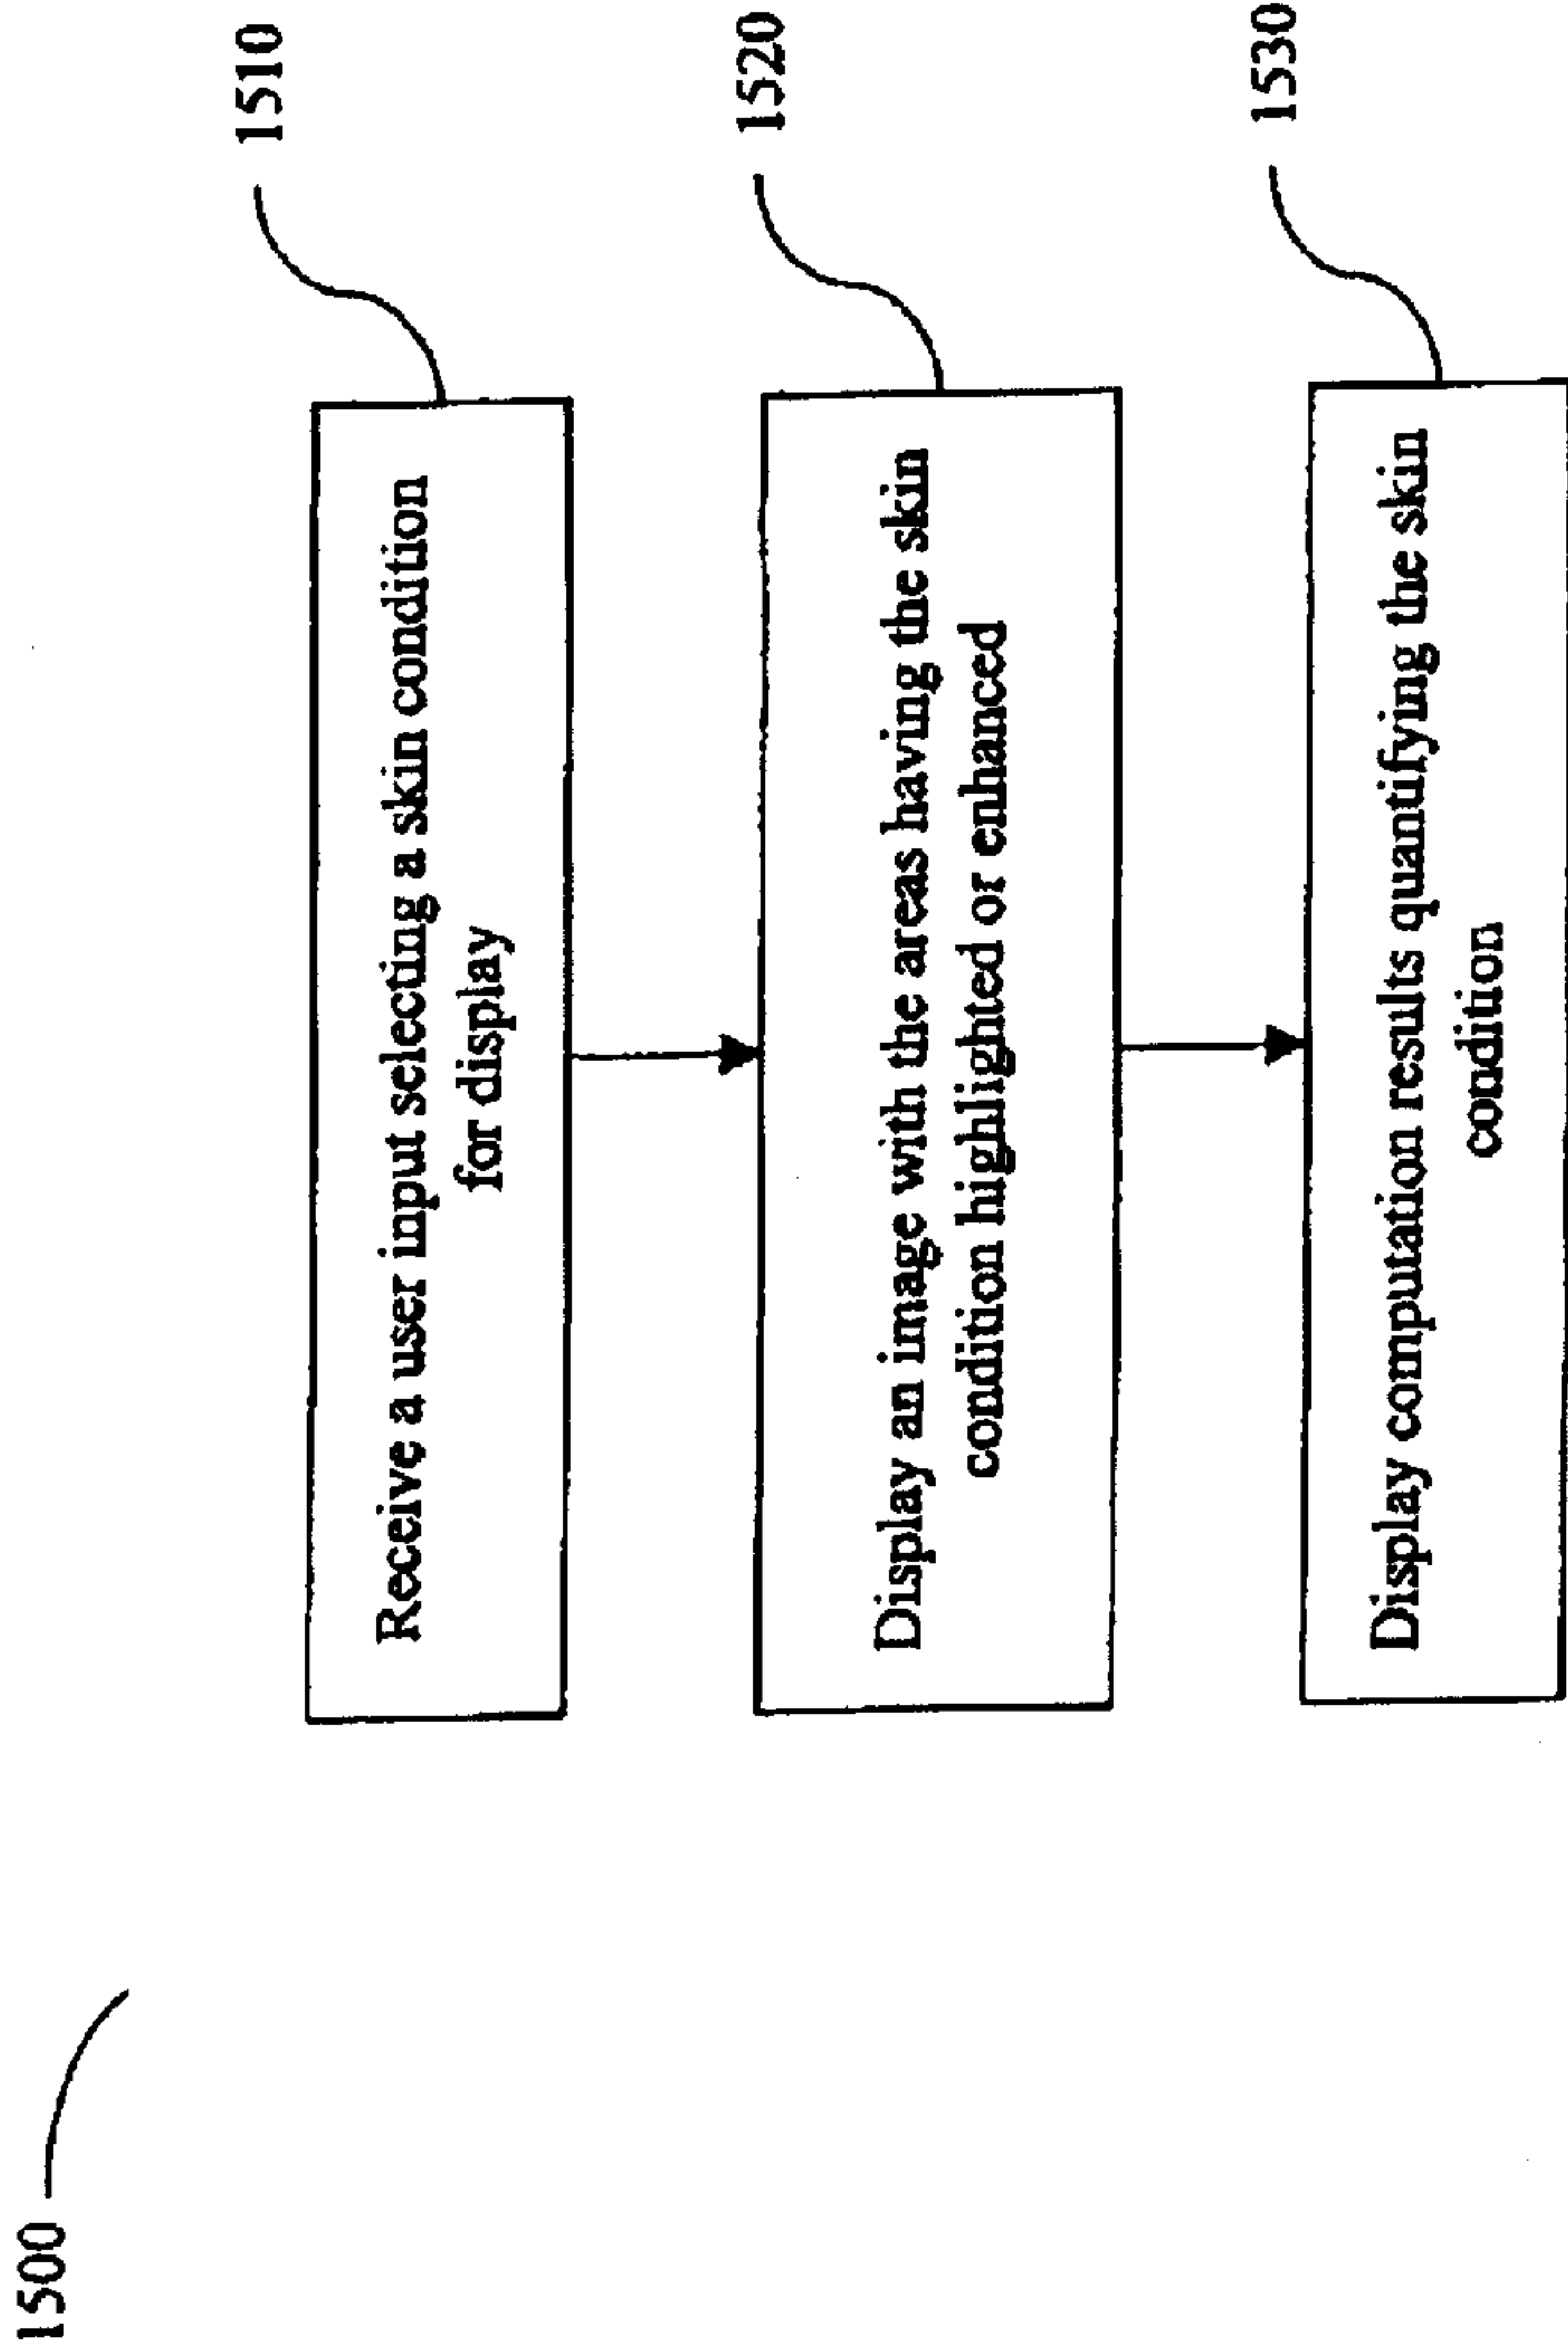 1500
1510
Receive a user input selecting a skin condition
for display
1520
Display an image with the areas having the skin
condition highlighted or enhanced
1530
Display computation results quantifying the skin
condition